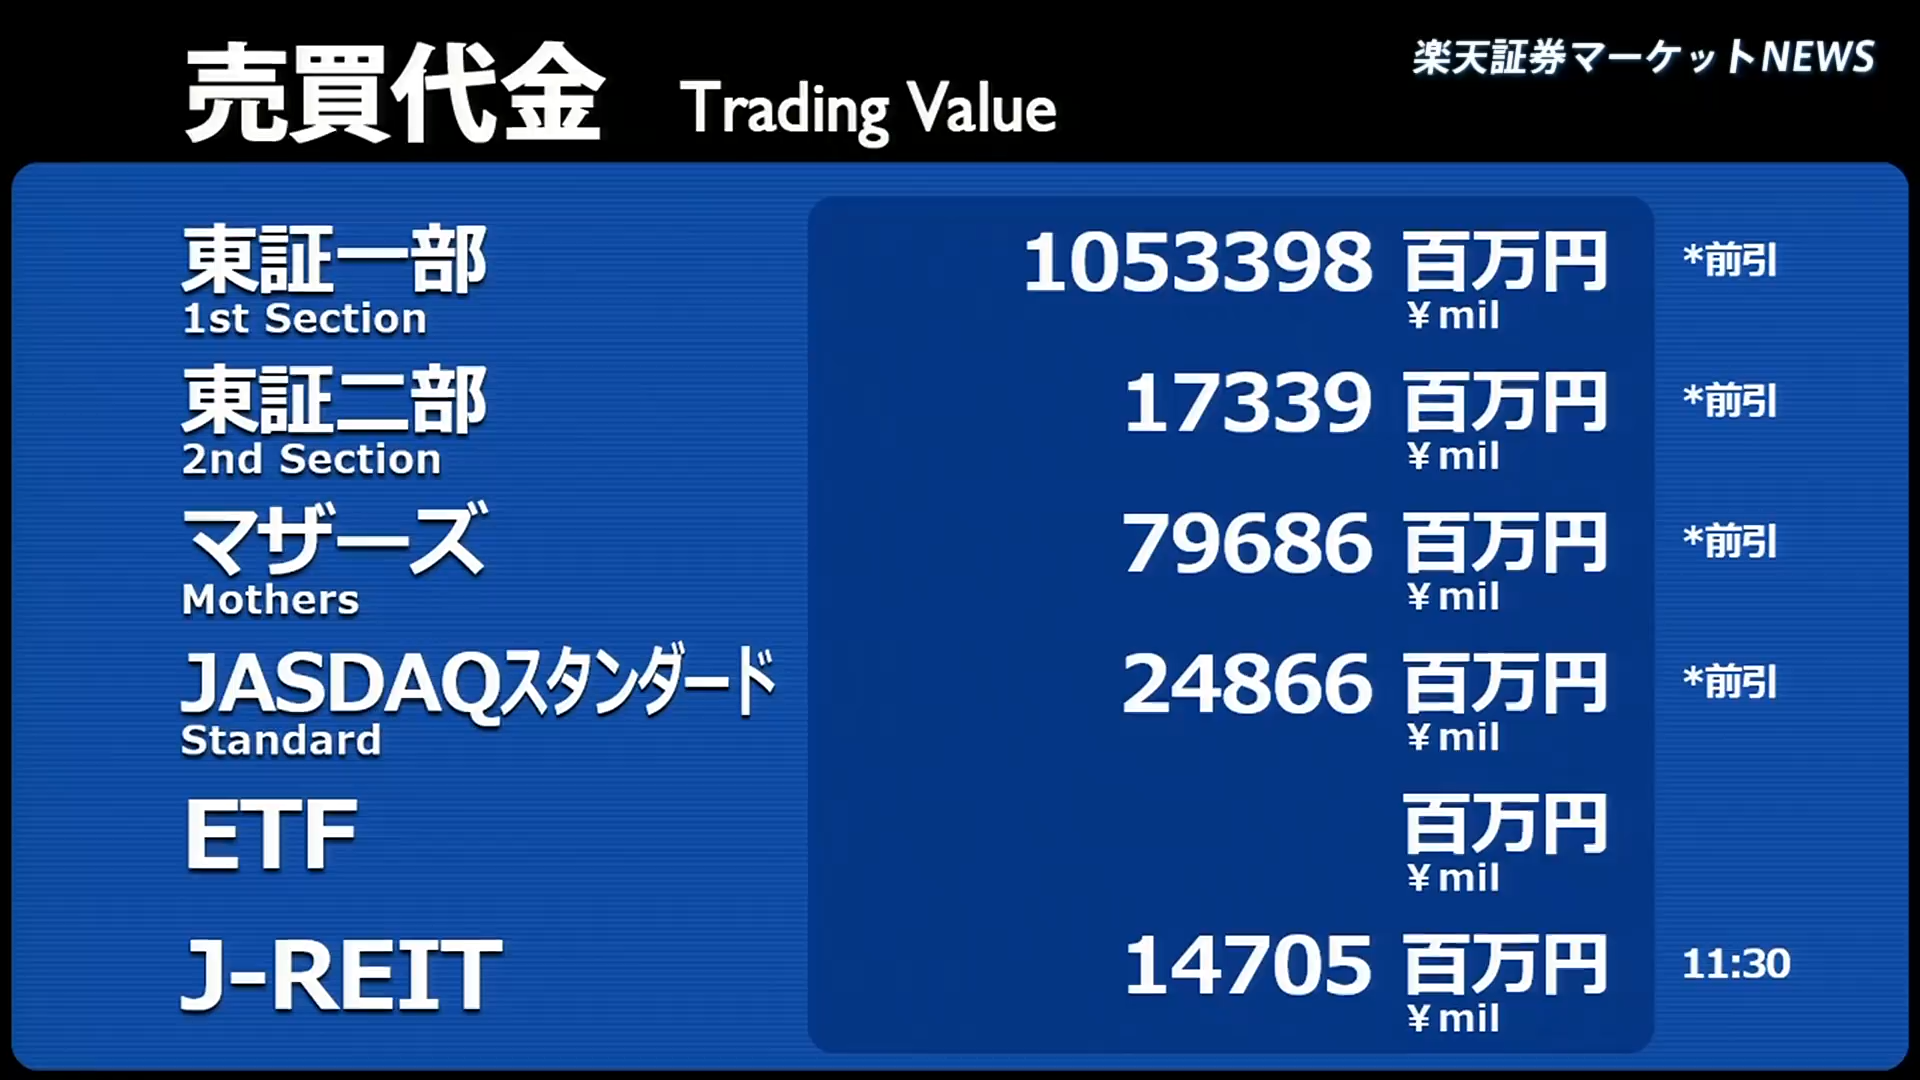 売買代金 Trading Value
楽天証券マーケットNEWS
東証一部 1053398 百万円 *前引
1st Section ¥mil
東証二部 17339 百万円 *前引
2nd Section ¥mil
マザーズ 79686 百万円 *前引
Mothers ¥mil
JASDAQスタンダード 24866 百万円 *前引
Standard ¥mil
ETF 百万円
¥mil
J-REIT 14705 百万円 11:30
¥mil